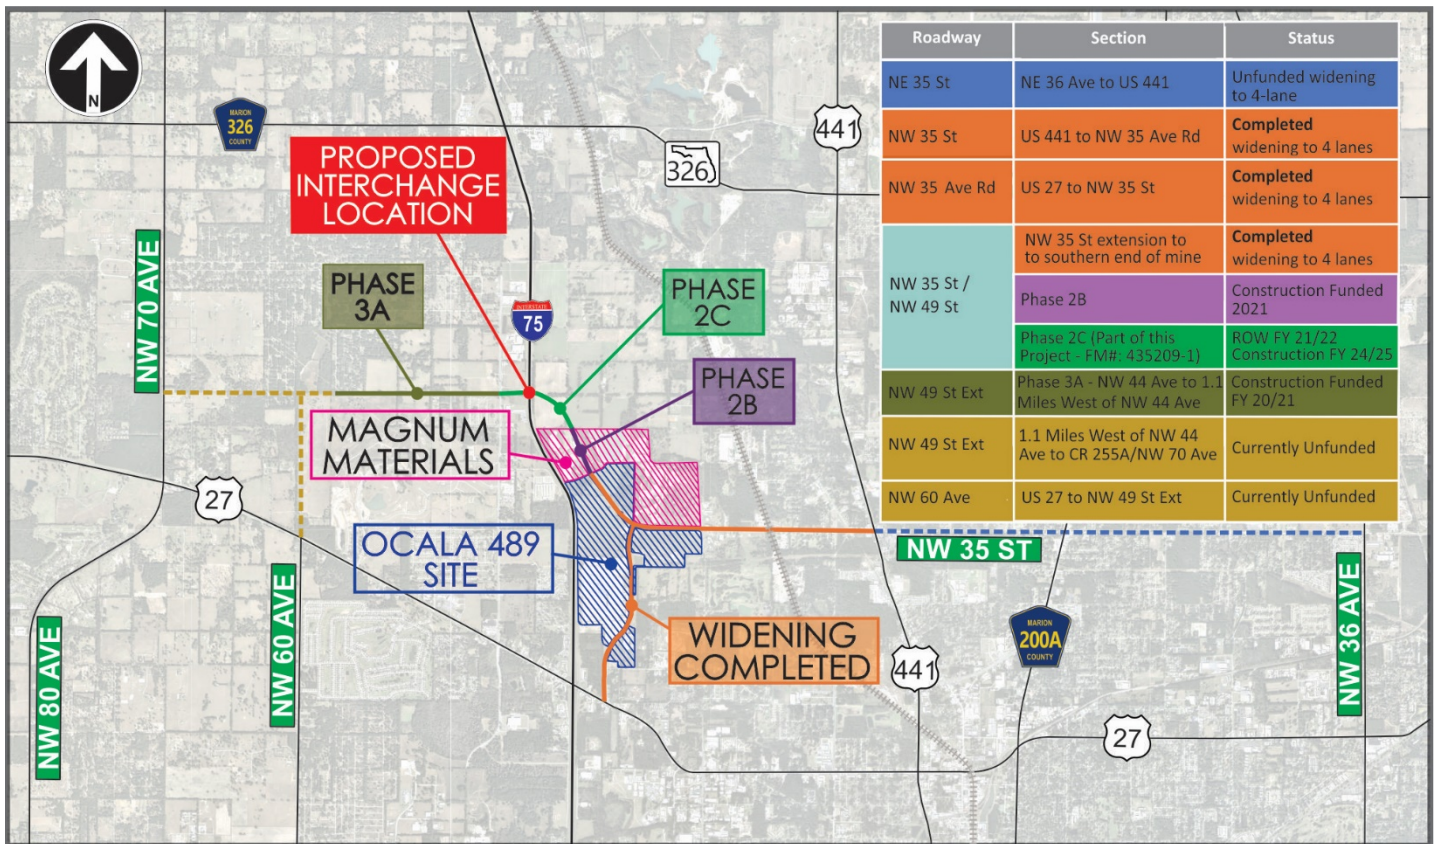 N
MARION
326
COUNTY
441
326
PROPOSED
INTERCHANGE
LOCATION
NW 70 AVE
PHASE
3A
INTERSTATE
75
PHASE
2C
PHASE
2B
MAGNUM
MATERIALS
27
OCALA 489
SITE
NW 35 ST
NW 60 AVE
NW 80 AVE
WIDENING
COMPLETED
441
MARION
200A
COUNTY
NW 36 AVE
27
Roadway Section Status
NE 35 St NE 36 Ave to US 441 Unfunded widening
to 4-lane
NW 35 St US 441 to NW 35 Ave Rd Completed
widening to 4 lanes
NW 35 Ave Rd US 27 to NW 35 St Completed
widening to 4 lanes
NW 35 St /
NW 49 St
NW 35 St extension to
to southern end of mine
Completed
widening to 4 lanes
Phase 2B
Construction Funded
2021
Phase 2C (Part of this
Project - FM#: 435209-1)
ROW FY 21/22
Construction FY 24/25
NW 49 St Ext
Phase 3A - NW 44 Ave to 1.1
Miles West of NW 44 Ave
Construction Funded
FY 20/21
NW 49 St Ext
1.1 Miles West of NW 44
Ave to CR 255A/NW 70 Ave
Currently Unfunded
NW 60 Ave US 27 to NW 49 St Ext Currently Unfunded